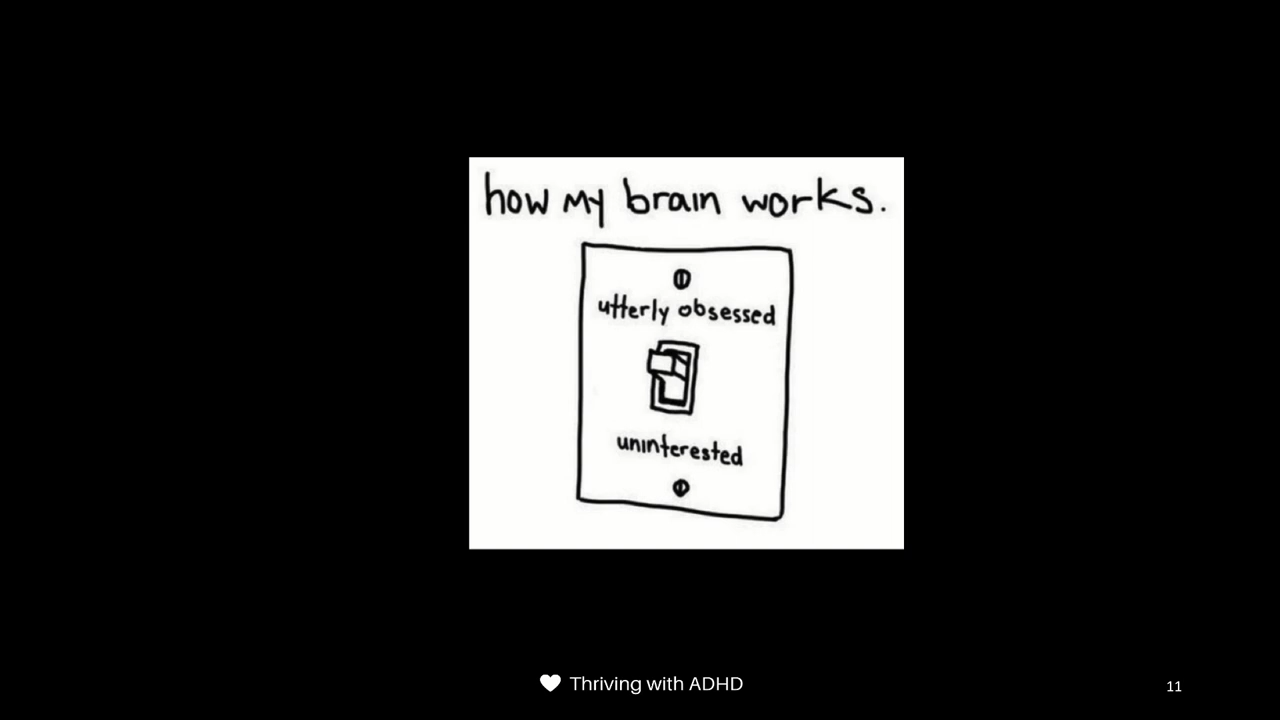 how my brain works.
utterly obsessed
uninterested
Thriving with ADHD
11